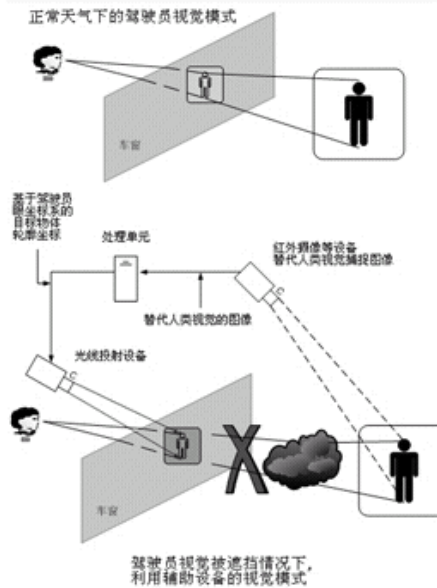 正常天气下的驾驶员视觉模式
车窗
基于驾驶员
眼坐标系的
目标物体
轮廓坐标
处理单元
红外摄像等设备
替代人类视觉捕捉图像
替代人类视觉的图像
光线投射设备
车窗
驾驶员视觉被遮挡情况下，
利用辅助设备的视觉模式